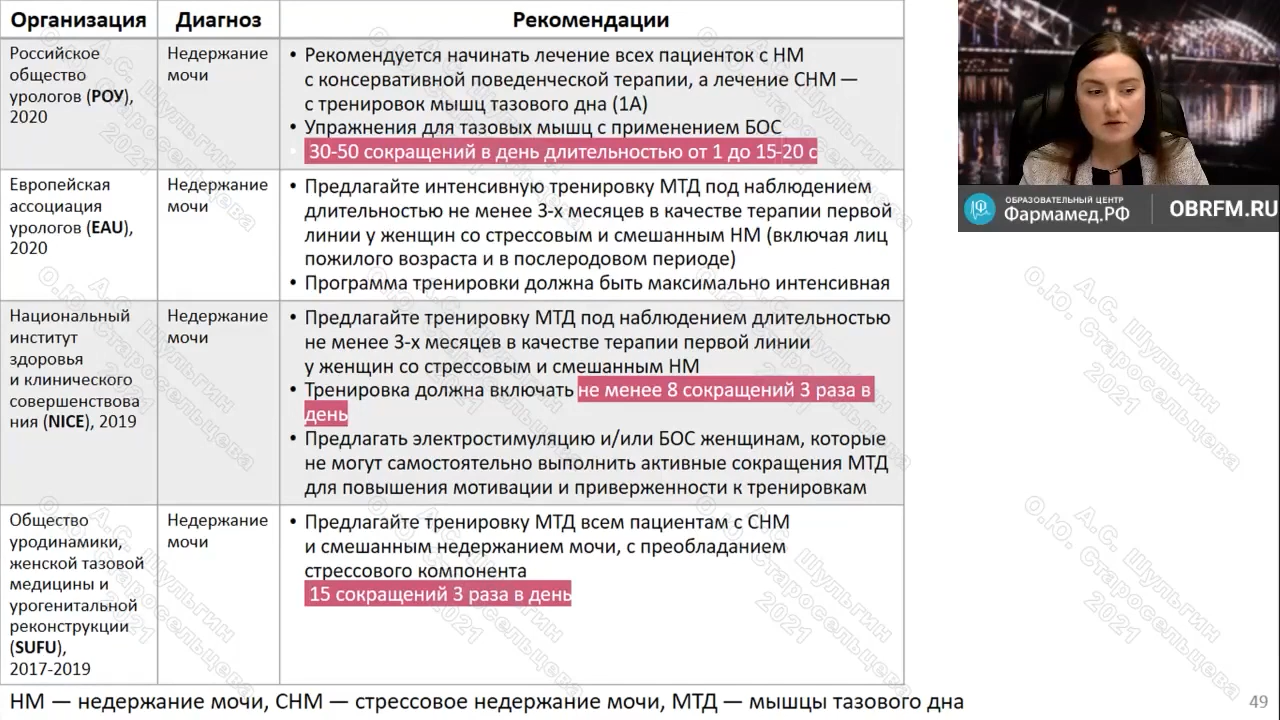 Организация Диагноз Рекомендации
Российское
общество
урологов (РОУ),
2020
Недержание
мочи
• Рекомендуется начинать лечение всех пациенток с НМ
с консервативной поведенческой терапии, а лечение СНМ —
с тренировок мышц тазового дна (1А)
• Упражнения для тазовых мышц с применением БОС
• 30-50 сокращений в день длительностью от 1 до 15-20 с
Европейская
ассоциация
урологов (EAU),
2020
Недержание
мочи
• Предлагайте интенсивную тренировку МТД под наблюдением
длительностью не менее 3-х месяцев в качестве терапии первой
линии у женщин со стрессовым и смешанным НМ (включая лиц
пожилого возраста и в послеродовом периоде)
• Программа тренировки должна быть максимально интенсивная
Национальный
институт
здоровья
и клинического
совершенствова
ния (NICE), 2019
Недержание
мочи
• Предлагайте тренировку МТД под наблюдением длительностью
не менее 3-х месяцев в качестве терапии первой линии
у женщин со стрессовым и смешанным НМ
• Тренировка должна включать не менее 8 сокращений 3 раза в
день
• Предлагать электростимуляцию и/или БОС женщинам, которые
не могут самостоятельно выполнить активные сокращения МТД
для повышения мотивации и приверженности к тренировкам
Общество
уродинамики,
женской тазовой
медицины и
урогенитальной
реконструкции
(SUFU),
2017-2019
Недержание
мочи
• Предлагайте тренировку МТД всем пациентам с СНМ
и смешанным недержанием мочи, с преобладанием
стрессового компонента
15 сокращений 3 раза в день
НМ — недержание мочи, СНМ — стрессовое недержание мочи, МТД — мышцы тазового дна
49
ОБРАЗОВАТЕЛЬНЫЙ ЦЕНТР
Фармамед.РФ
OBRFM.RU
А.С. Шульгин
О.Ю. Старосельцева
2021